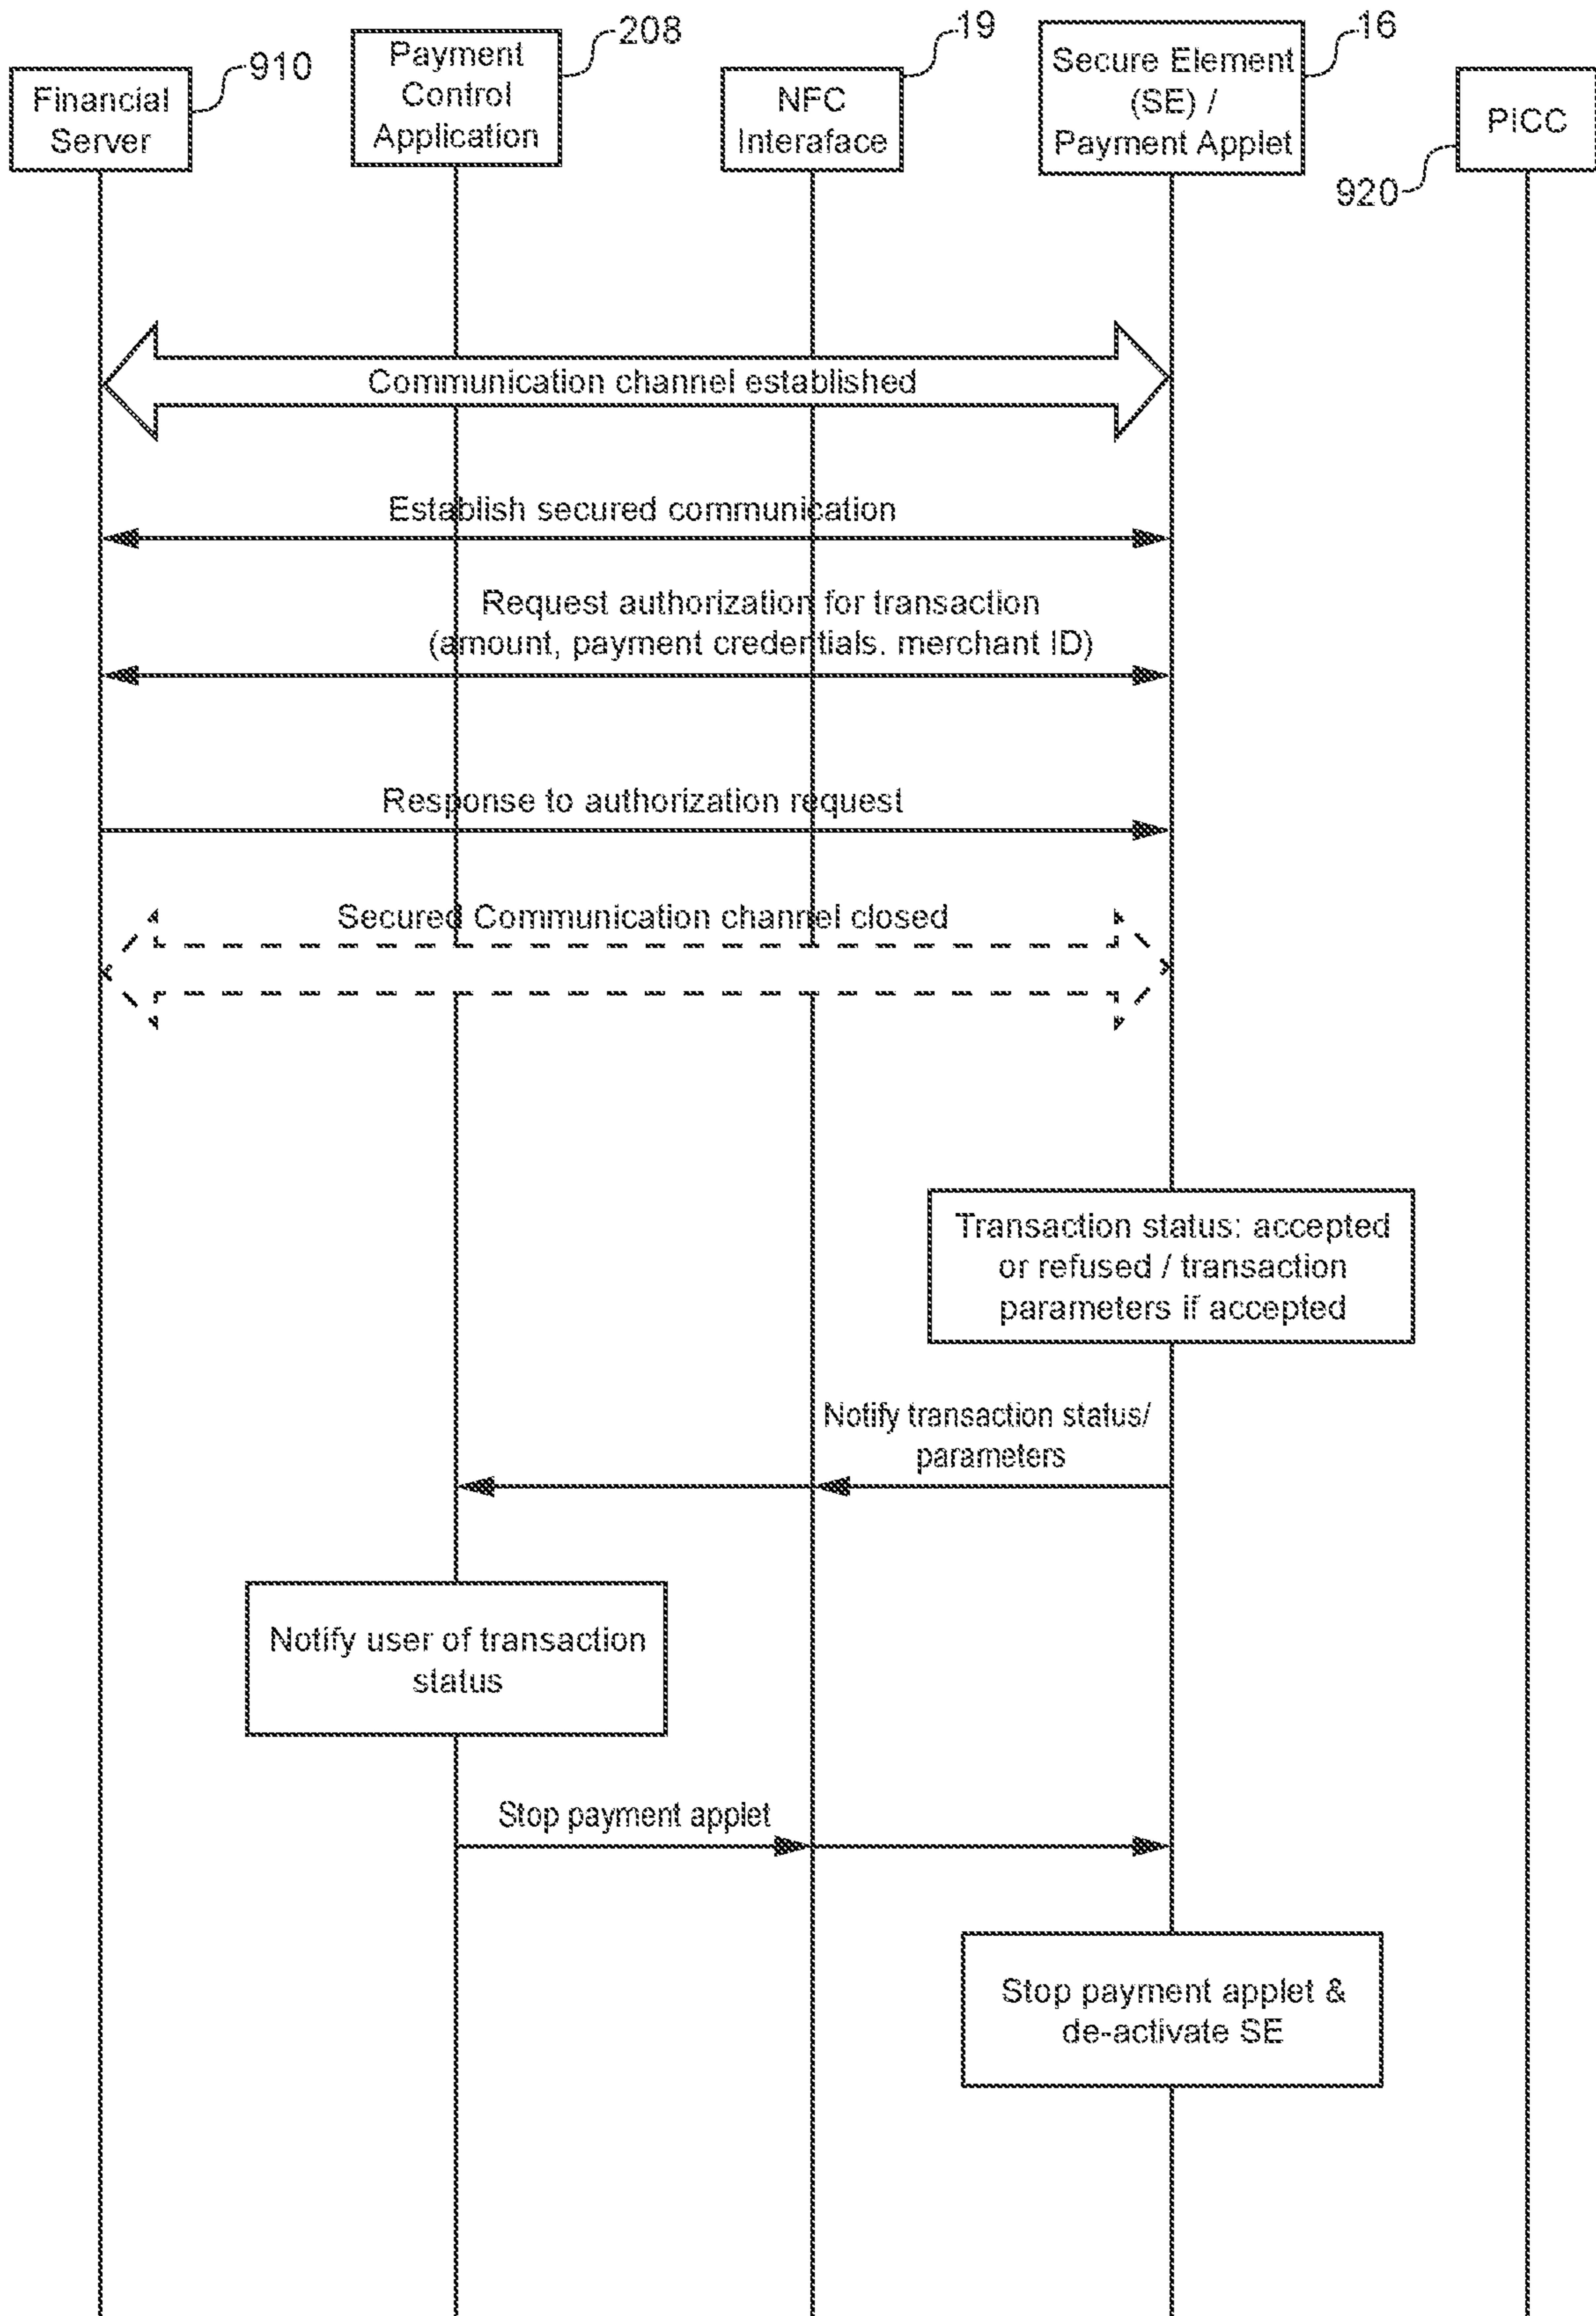 910
Financial
Server
208
Payment
Control
Application
19
NFC
Interaface
16
Secure Element
(SE) /
Payment Applet
920
PICC
Communication channel established
Establish secured communication
Request authorization for transaction
(amount, payment credentials. merchant ID)
Response to authorization request
Secured Communication channel closed
Transaction status: accepted
or refused / transaction
parameters if accepted
Notify transaction status/
parameters
Notify user of transaction
status
Stop payment applet
Stop payment applet &
de-activate SE